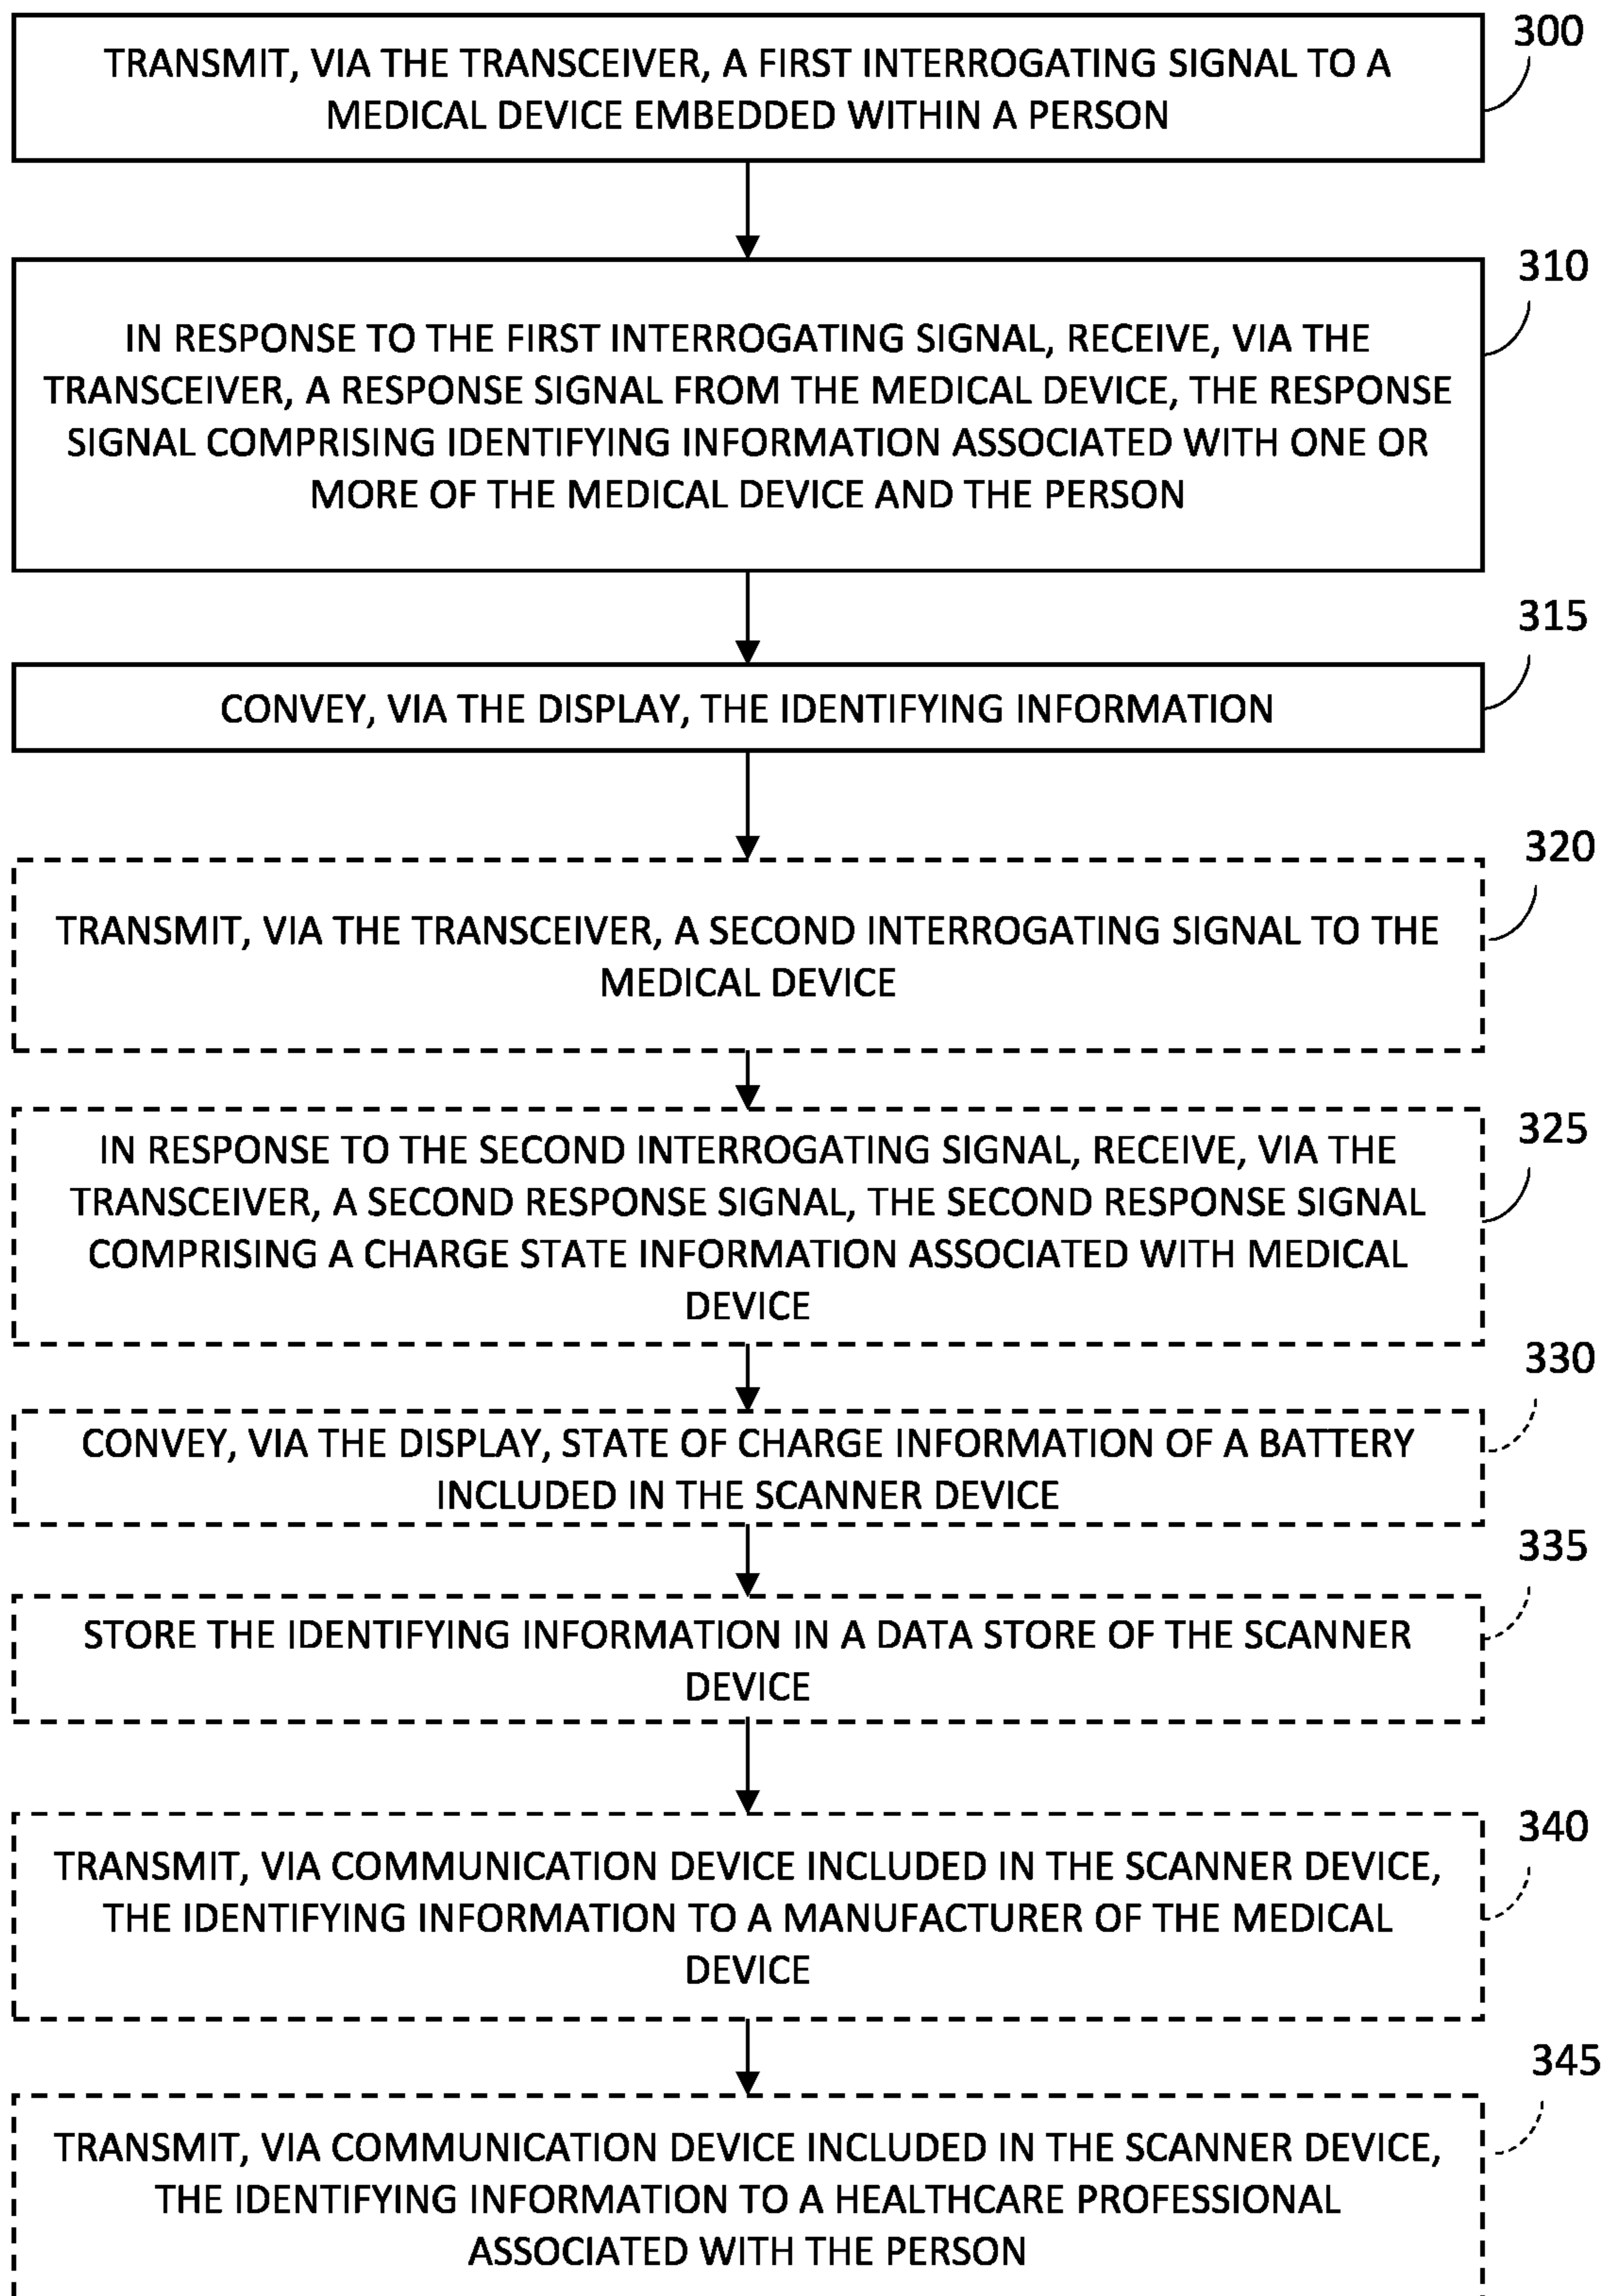 300
TRANSMIT, VIA THE TRANSCEIVER, A FIRST INTERROGATING SIGNAL TO A
MEDICAL DEVICE EMBEDDED WITHIN A PERSON
310
IN RESPONSE TO THE FIRST INTERROGATING SIGNAL, RECEIVE, VIA THE
TRANSCEIVER, A RESPONSE SIGNAL FROM THE MEDICAL DEVICE, THE RESPONSE
SIGNAL COMPRISING IDENTIFYING INFORMATION ASSOCIATED WITH ONE OR
MORE OF THE MEDICAL DEVICE AND THE PERSON
315
CONVEY, VIA THE DISPLAY, THE IDENTIFYING INFORMATION
320
TRANSMIT, VIA THE TRANSCEIVER, A SECOND INTERROGATING SIGNAL TO THE
MEDICAL DEVICE
325
IN RESPONSE TO THE SECOND INTERROGATING SIGNAL, RECEIVE, VIA THE
TRANSCEIVER, A SECOND RESPONSE SIGNAL, THE SECOND RESPONSE SIGNAL
COMPRISING A CHARGE STATE INFORMATION ASSOCIATED WITH MEDICAL
DEVICE
330
CONVEY, VIA THE DISPLAY, STATE OF CHARGE INFORMATION OF A BATTERY
INCLUDED IN THE SCANNER DEVICE
335
STORE THE IDENTIFYING INFORMATION IN A DATA STORE OF THE SCANNER
DEVICE
340
TRANSMIT, VIA COMMUNICATION DEVICE INCLUDED IN THE SCANNER DEVICE,
THE IDENTIFYING INFORMATION TO A MANUFACTURER OF THE MEDICAL
DEVICE
345
TRANSMIT, VIA COMMUNICATION DEVICE INCLUDED IN THE SCANNER DEVICE,
THE IDENTIFYING INFORMATION TO A HEALTHCARE PROFESSIONAL
ASSOCIATED WITH THE PERSON